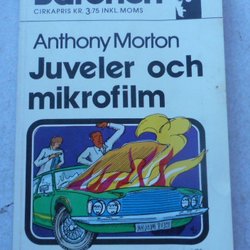 Baronen
CIRKAPRIS KR. 3:75 INKL. MOMS
Anthony Morton
Juveler och
mikrofilm